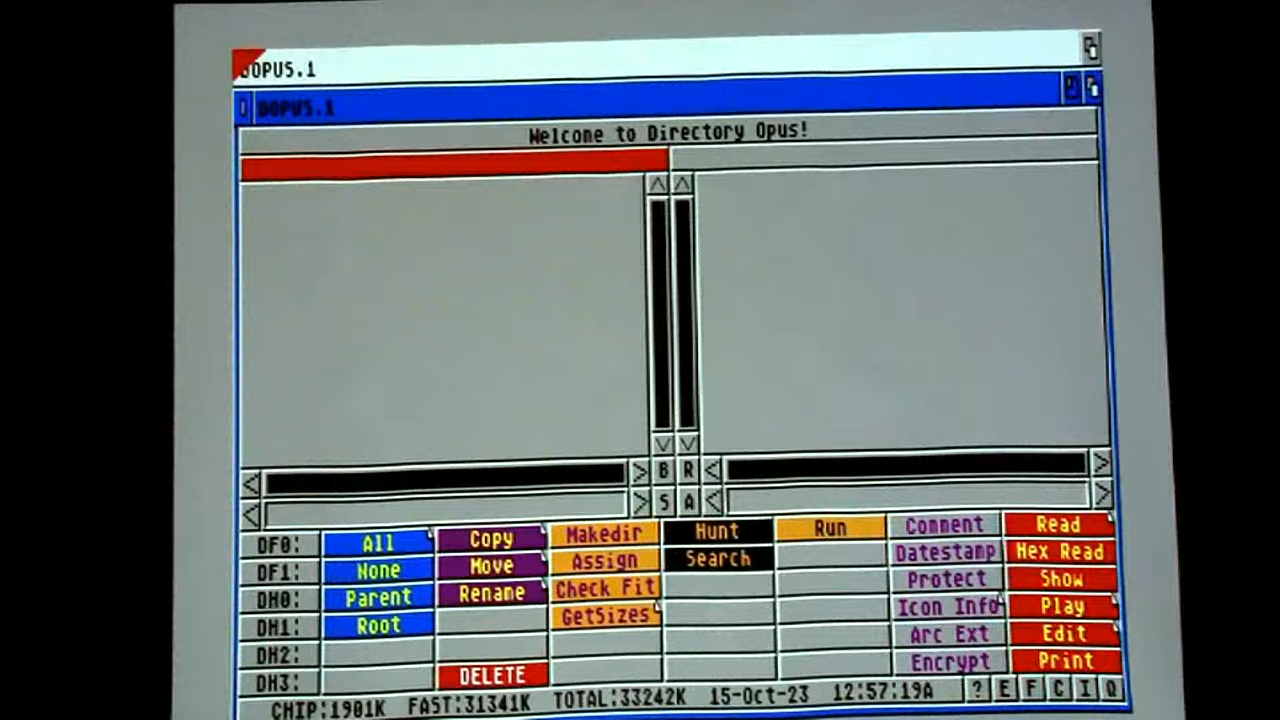 DOPUS.1
DOPUS.1
Welcome to Directory Opus!
B R
S A
DF0: All Copy Makedir Hunt Run Comment Read
DF1: None Move Assign Search Datestamp Hex Read
DH0: Parent Rename Check Fit Protect Show
DH1: Root GetSizes Icon Info Play
DH2: Arc Ext Edit
DH3: DELETE Encrypt Print
CHIP:1901K FAST:31341K TOTAL:33242K 15-Oct-23 12:57:19A ? E F C I Q